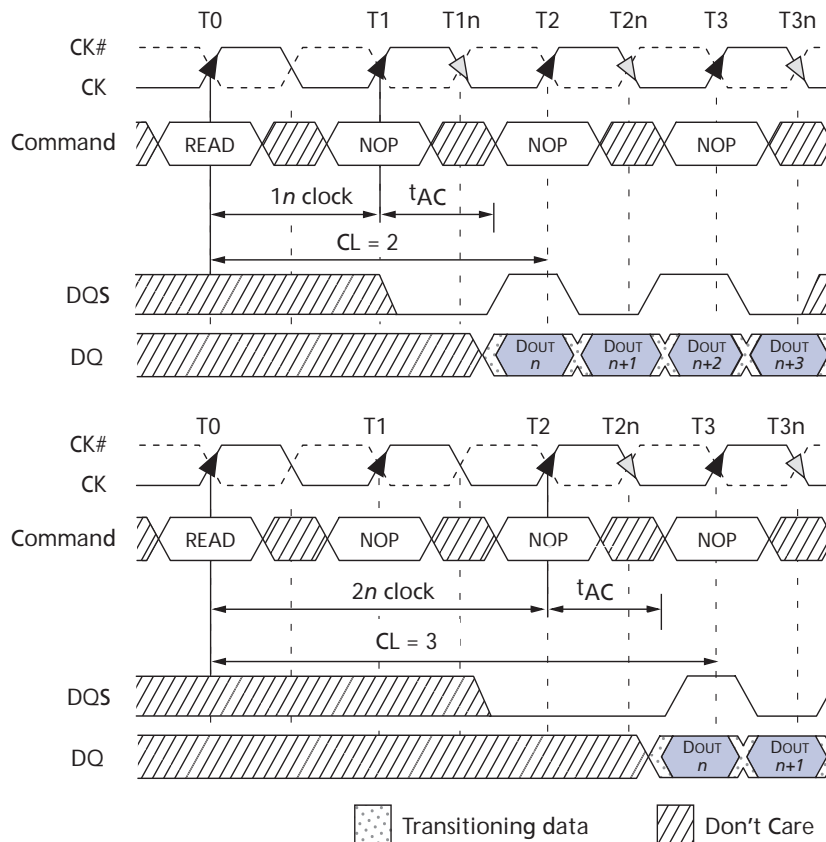 T0 T1 T1n T2 T2n T3 T3n
CK#
CK
Command READ NOP NOP NOP
1n clock tAC
CL = 2
DQS
DQ DOUT n DOUT n+1 DOUT n+2 DOUT n+3
T0 T1 T2 T2n T3 T3n
CK#
CK
Command READ NOP NOP NOP
2n clock tAC
CL = 3
DQS
DQ DOUT n DOUT n+1
Transitioning data Don't Care